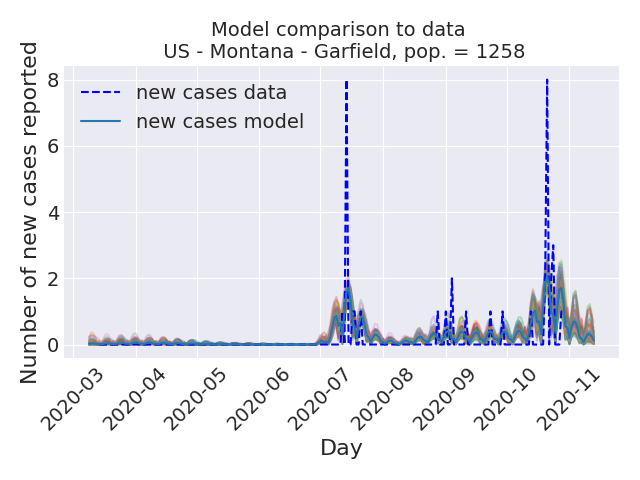 Model comparison to data
US - Montana - Garfield, pop. = 1258
Number of new cases reported
8
6
4
2
0
new cases data
new cases model
2020-03
2020-04
2020-05
2020-06
2020-07
2020-08
2020-09
2020-10
2020-11
Day